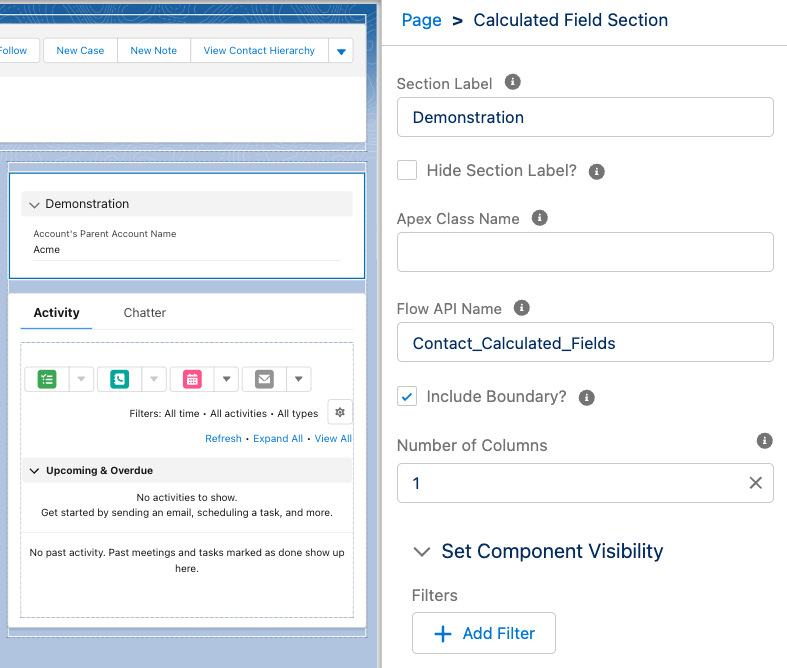 Follow
New Case
New Note
View Contact Hierarchy
Demonstration
Account's Parent Account Name
Acme
Activity
Chatter
Filters: All time • All activities • All types
Refresh • Expand All • View All
Upcoming & Overdue
No activities to show.
Get started by sending an email, scheduling a task, and more.
No past activity. Past meetings and tasks marked as done show up
here.
Page > Calculated Field Section
Section Label
Demonstration
Hide Section Label?
Apex Class Name
Flow API Name
Contact_Calculated_Fields
Include Boundary?
Number of Columns
1
Set Component Visibility
Filters
Add Filter